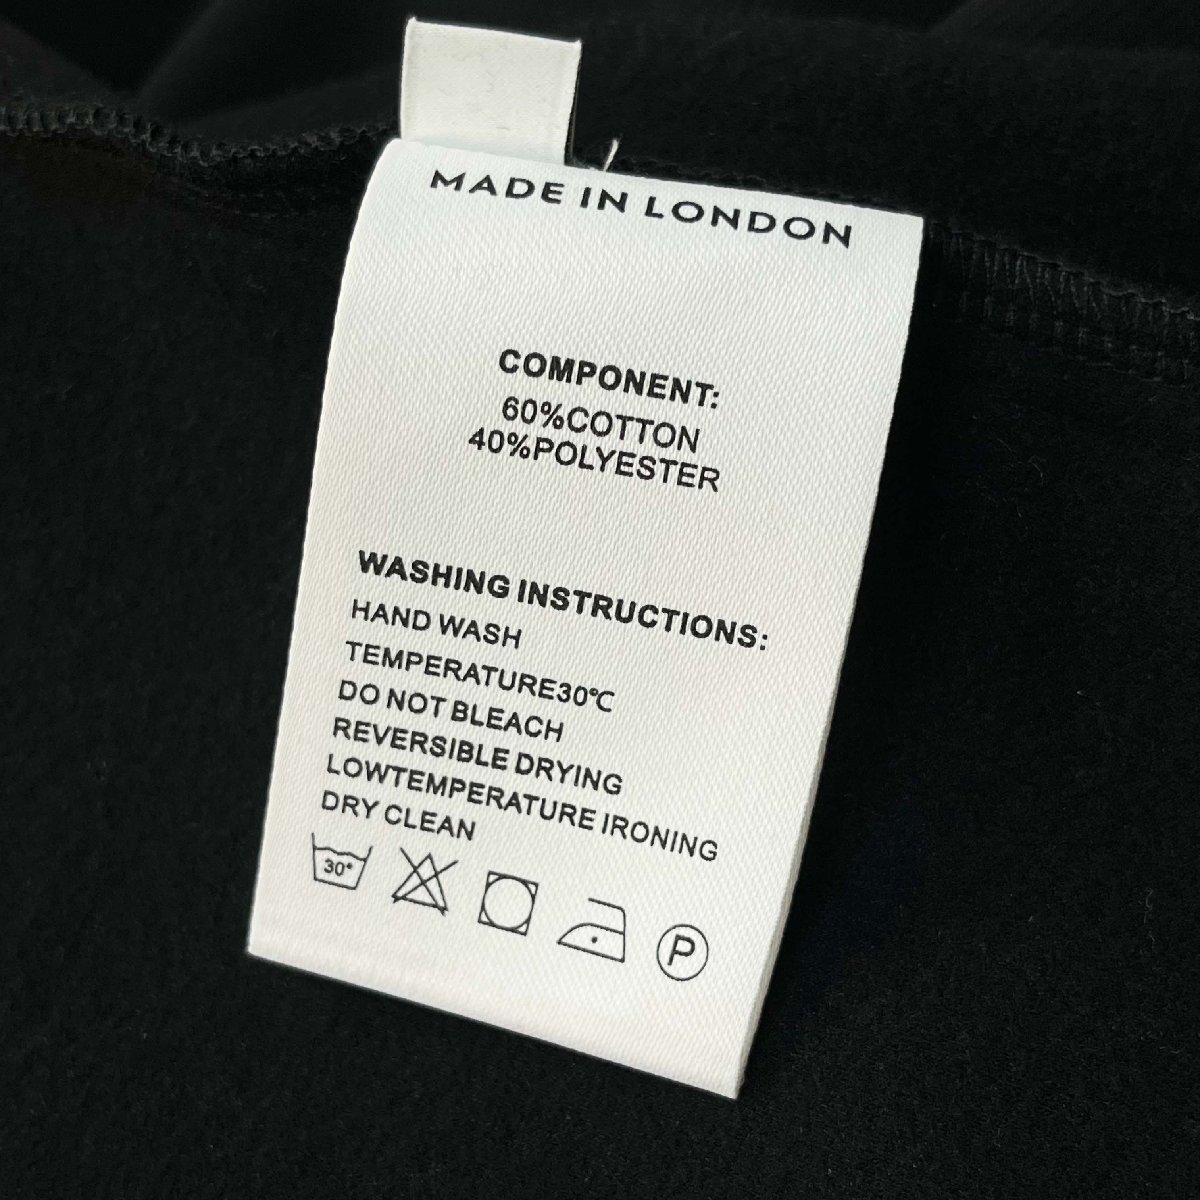 MADE IN LONDON
COMPONENT:
60%COTTON
40%POLYESTER
WASHING INSTRUCTIONS:
HAND WASH
TEMPERATURE30℃
DO NOT BLEACH
REVERSIBLE DRYING
LOWTEMPERATURE IRONING
DRY CLEAN
30° P